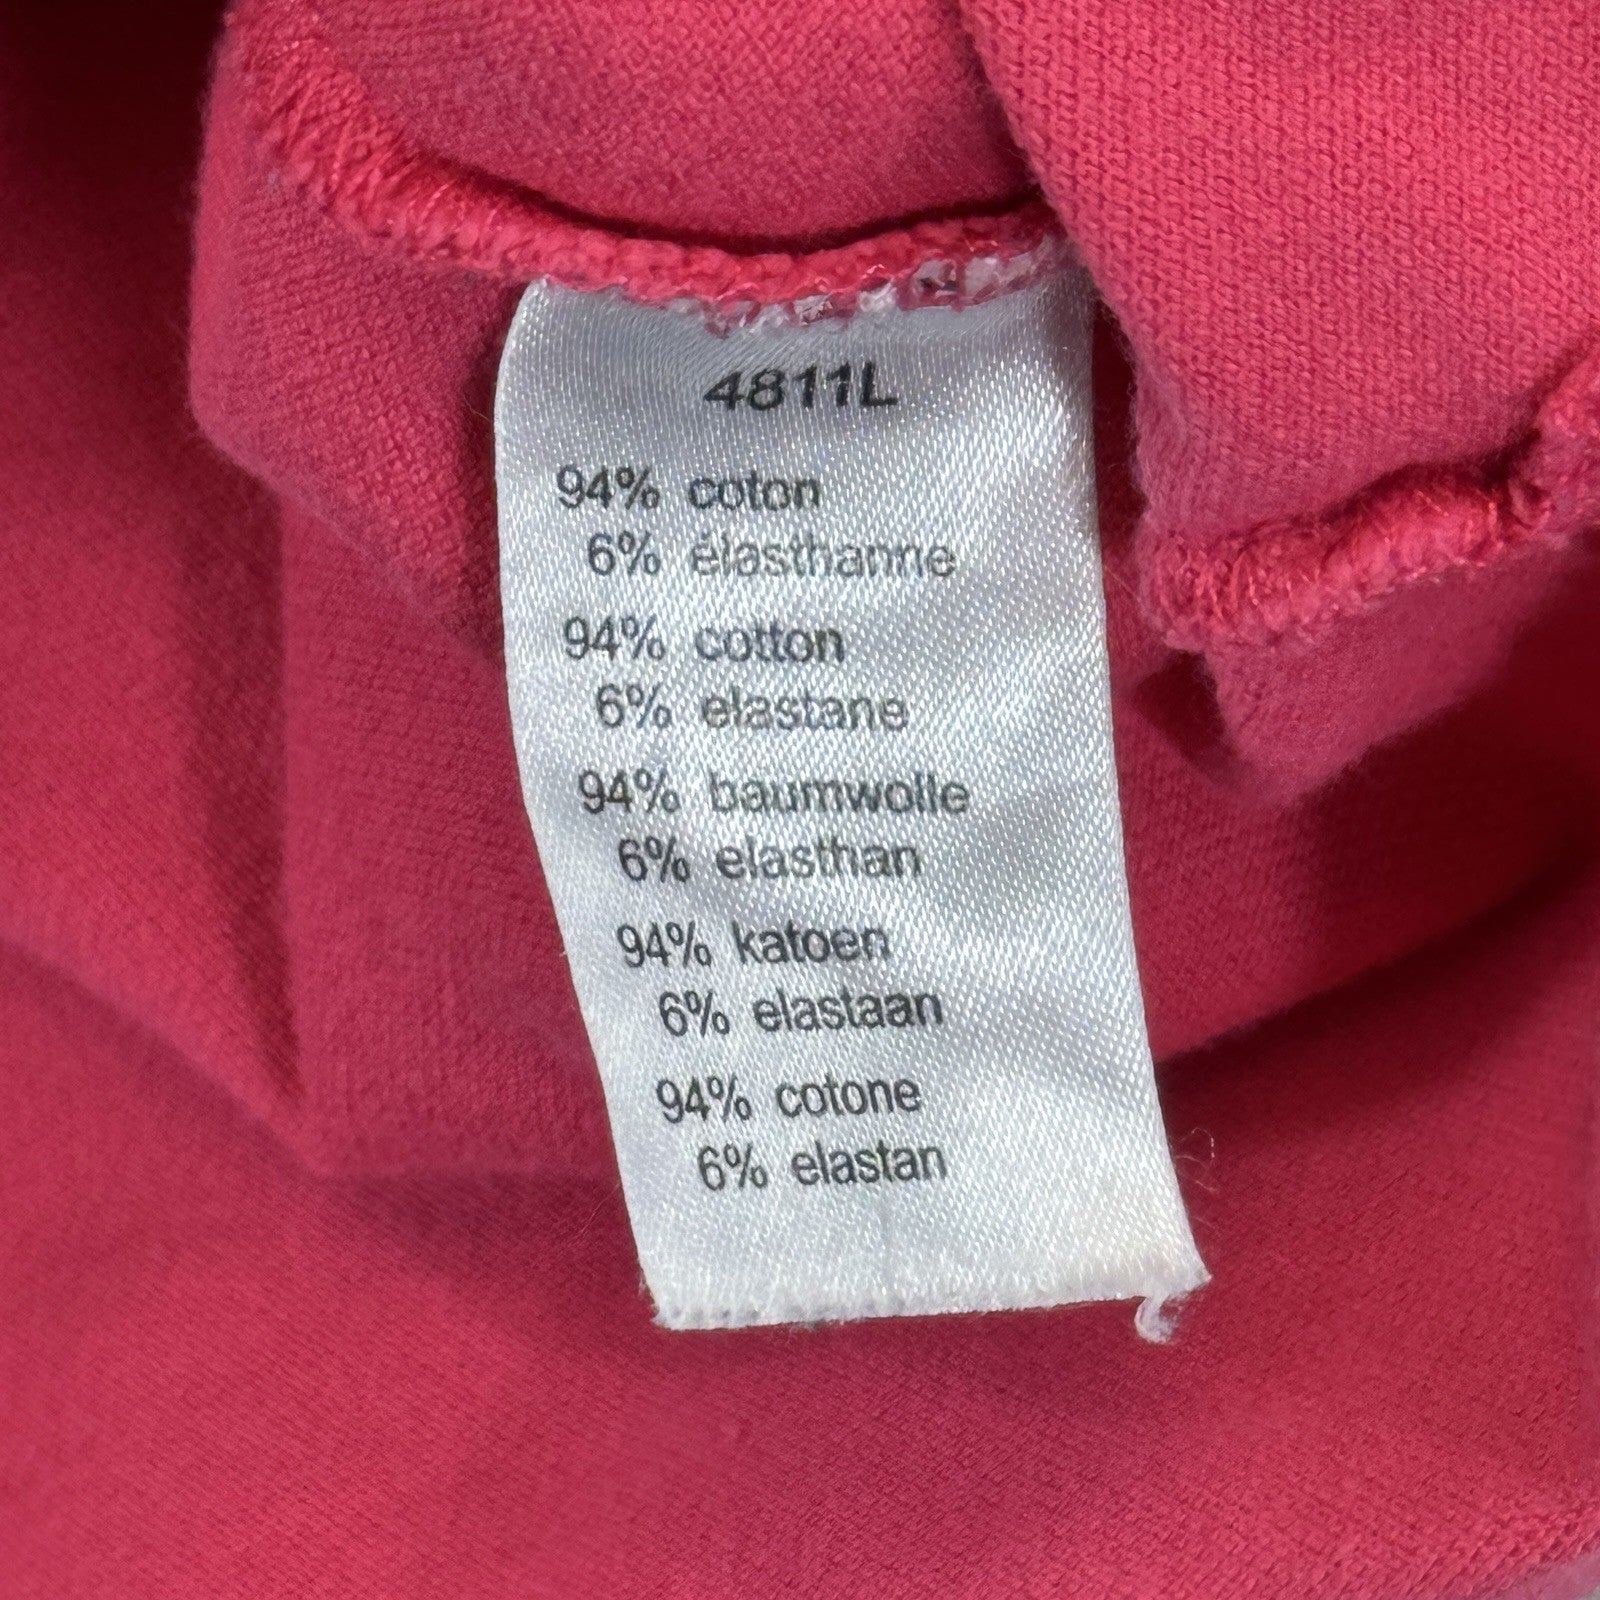 4811L
94% coton
6% élasthanne
94% cotton
6% elastane
94% baumwolle
6% elasthan
94% katoen
6% elastaan
94% cotone
6% elastan